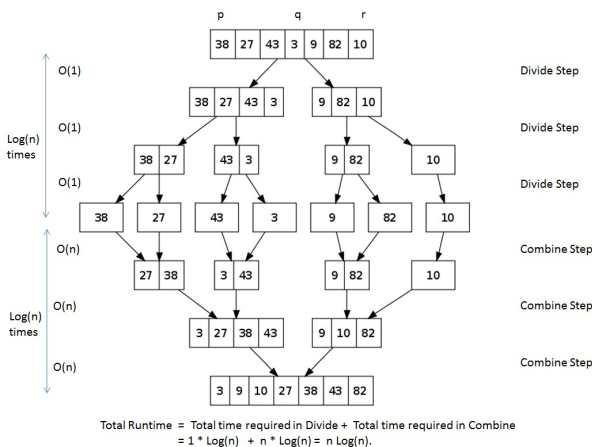 p q r
38 27 43 3 9 82 10
O(1) Divide Step
38 27 43 3 9 82 10
O(1) Divide Step
Log(n)
times
38 27 43 3 9 82 10
O(1) Divide Step
38 27 43 3 9 82 10
O(n) Combine Step
27 38 3 43 9 82 10
Log(n)
times
O(n) Combine Step
3 27 38 43 9 10 82
O(n) Combine Step
3 9 10 27 38 43 82
Total Runtime = Total time required in Divide + Total time required in Combine
= 1 * Log(n) + n * Log(n) = n Log(n).